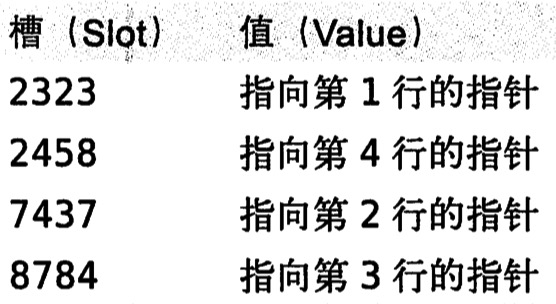 槽（Slot） 值（Value）
2323 指向第 1 行的指针
2458 指向第 4 行的指针
7437 指向第 2 行的指针
8784 指向第 3 行的指针